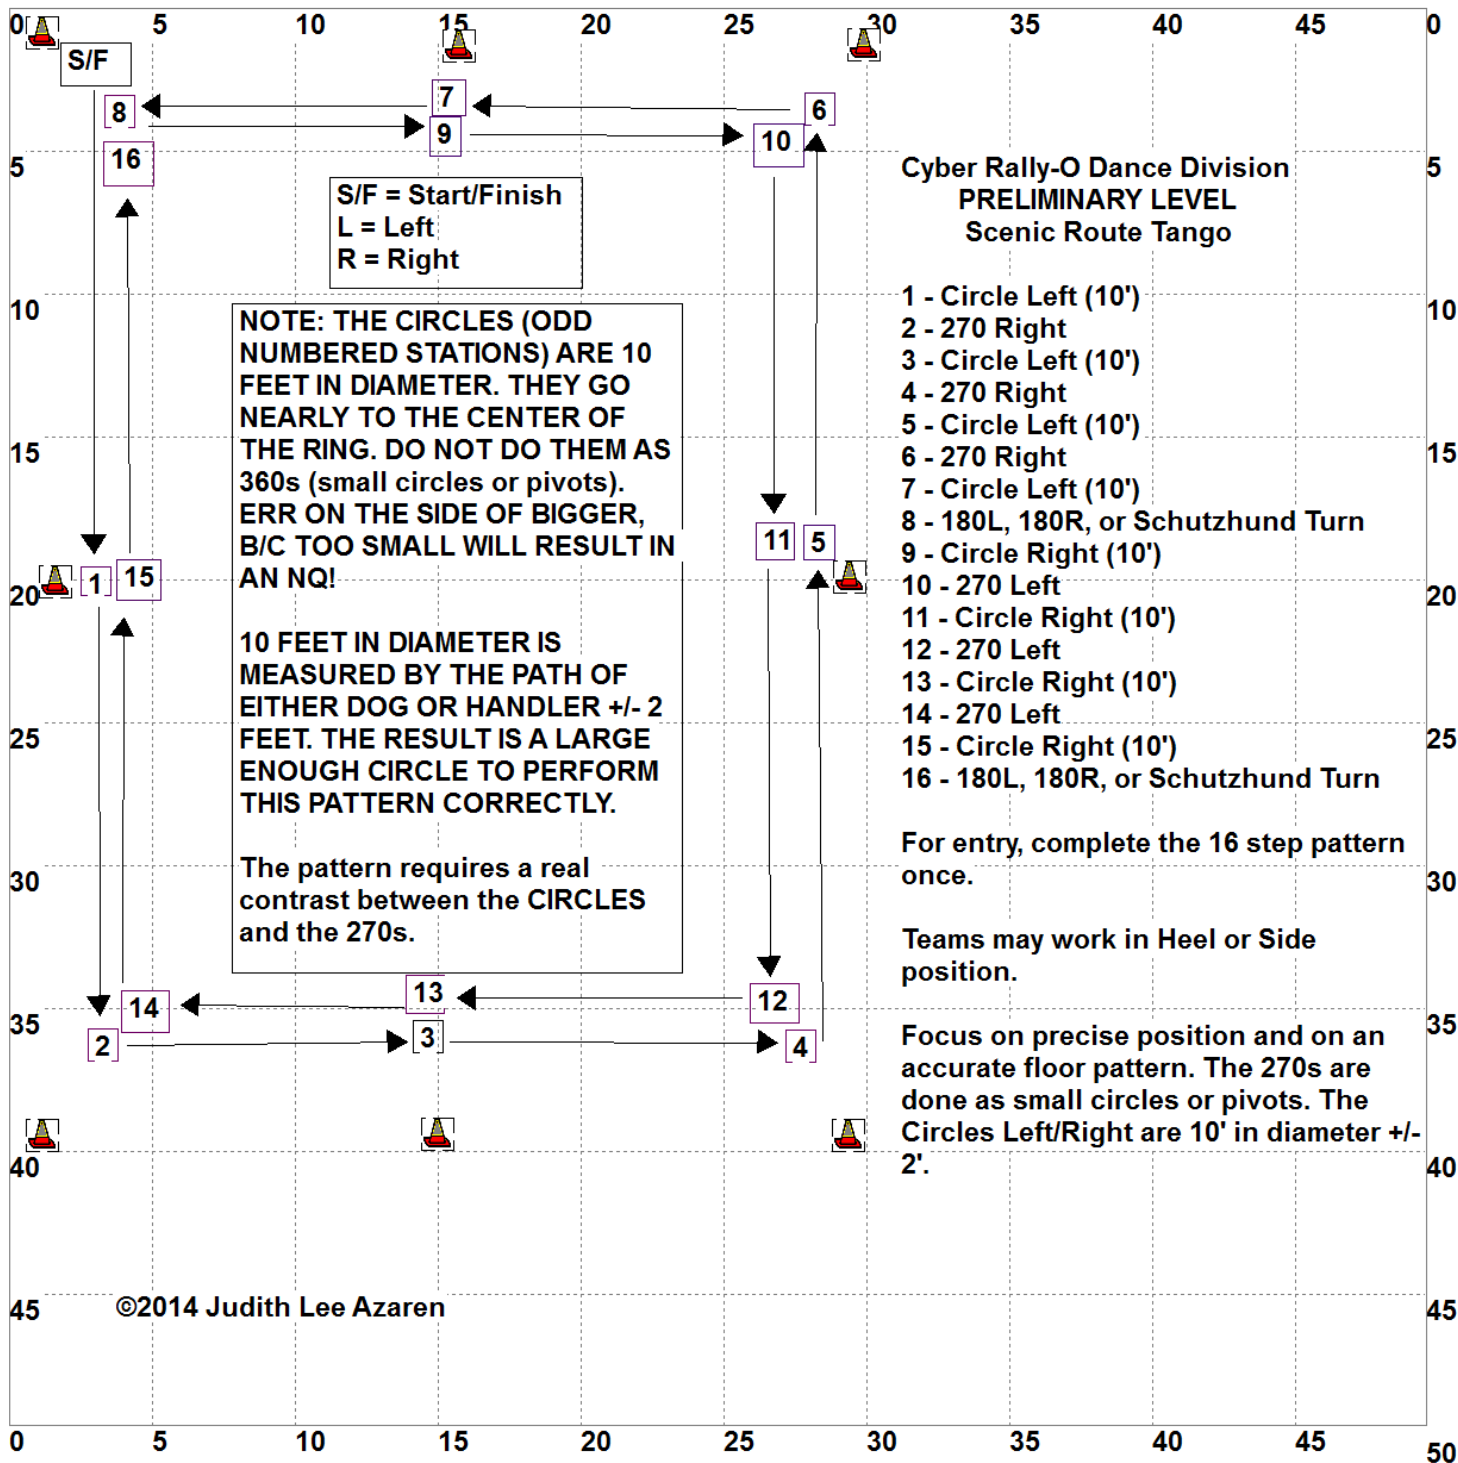 0 5 10 15 20 25 30 35 40 45 0
S/F
8 7 6
9
10
16
5 5
S/F = Start/Finish
L = Left
R = Right
Cyber Rally-O Dance Division
PRELIMINARY LEVEL
Scenic Route Tango
10 10
NOTE: THE CIRCLES (ODD
NUMBERED STATIONS) ARE 10
FEET IN DIAMETER. THEY GO
NEARLY TO THE CENTER OF
THE RING. DO NOT DO THEM AS
360s (small circles or pivots).
ERR ON THE SIDE OF BIGGER,
B/C TOO SMALL WILL RESULT IN
AN NQ!
10 FEET IN DIAMETER IS
MEASURED BY THE PATH OF
EITHER DOG OR HANDLER +/- 2
FEET. THE RESULT IS A LARGE
ENOUGH CIRCLE TO PERFORM
THIS PATTERN CORRECTLY.
The pattern requires a real
contrast between the CIRCLES
and the 270s.
1 - Circle Left (10')
2 - 270 Right
3 - Circle Left (10')
4 - 270 Right
5 - Circle Left (10')
6 - 270 Right
7 - Circle Left (10')
8 - 180L, 180R, or Schutzhund Turn
9 - Circle Right (10')
10 - 270 Left
11 - Circle Right (10')
12 - 270 Left
13 - Circle Right (10')
14 - 270 Left
15 - Circle Right (10')
16 - 180L, 180R, or Schutzhund Turn
For entry, complete the 16 step pattern
once.
Teams may work in Heel or Side
position.
Focus on precise position and on an
accurate floor pattern. The 270s are
done as small circles or pivots. The
Circles Left/Right are 10' in diameter +/-
2'.
15 15
11 5
1 15
20 20
25 25
30 30
14 13 12
35 35
2 3 4
40 40
©2014 Judith Lee Azaren
45 45
0 5 10 15 20 25 30 35 40 45 50